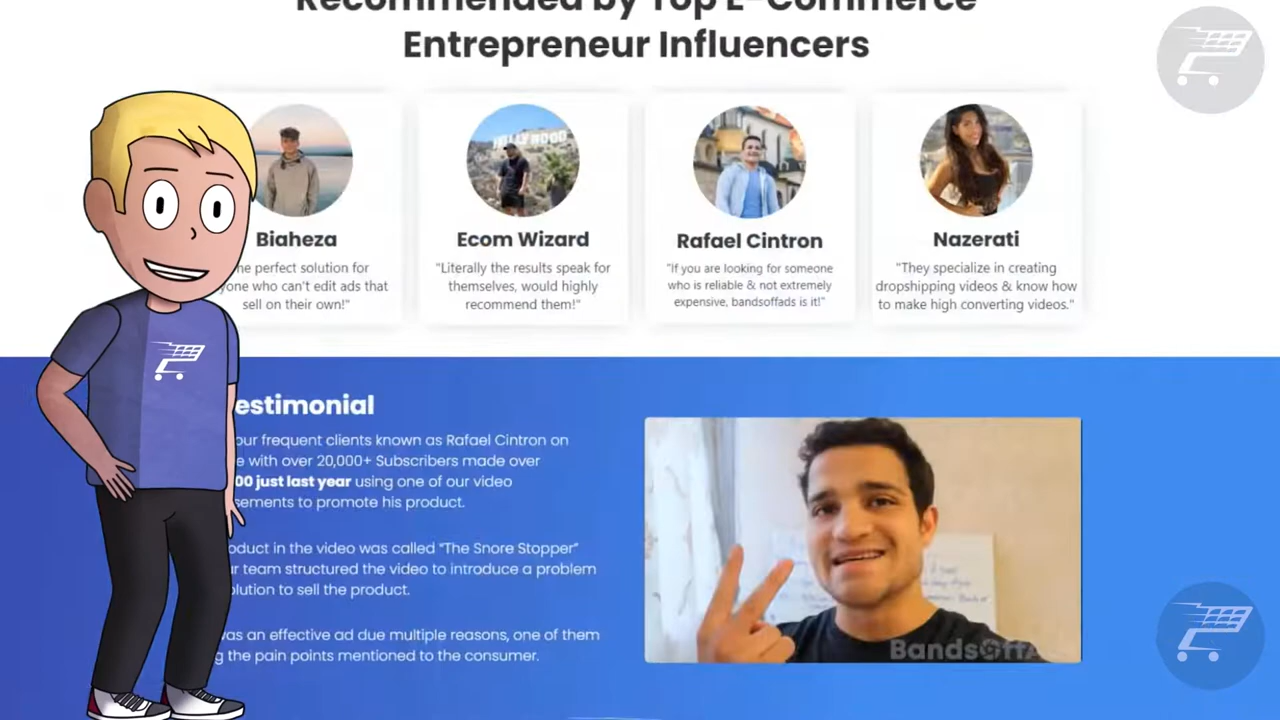 Recommended by Top E-Commerce
Entrepreneur Influencers
HOLLYWOOD
Biaheza
Ecom Wizard
Rafael Cintron
Nazerati
perfect solution for
who can't edit ads that
sell on their own!"
"Literally the results speak for
themselves, would highly
recommend them!"
"If you are looking for someone
who is reliable & not extremely
expensive, bandsoffads is it!"
"They specialize in creating
dropshipping videos & know how
to make high converting videos."
estimonial
our frequent clients known as Rafael Cintron on
e with over 20,000+ Subscribers made over
00 just last year using one of our video
sements to promote his product.
oduct in the video was called "The Snore Stopper"
r team structured the video to introduce a problem
olution to sell the product.
was an effective ad due multiple reasons, one of them
g the pain points mentioned to the consumer.
BandsOffA